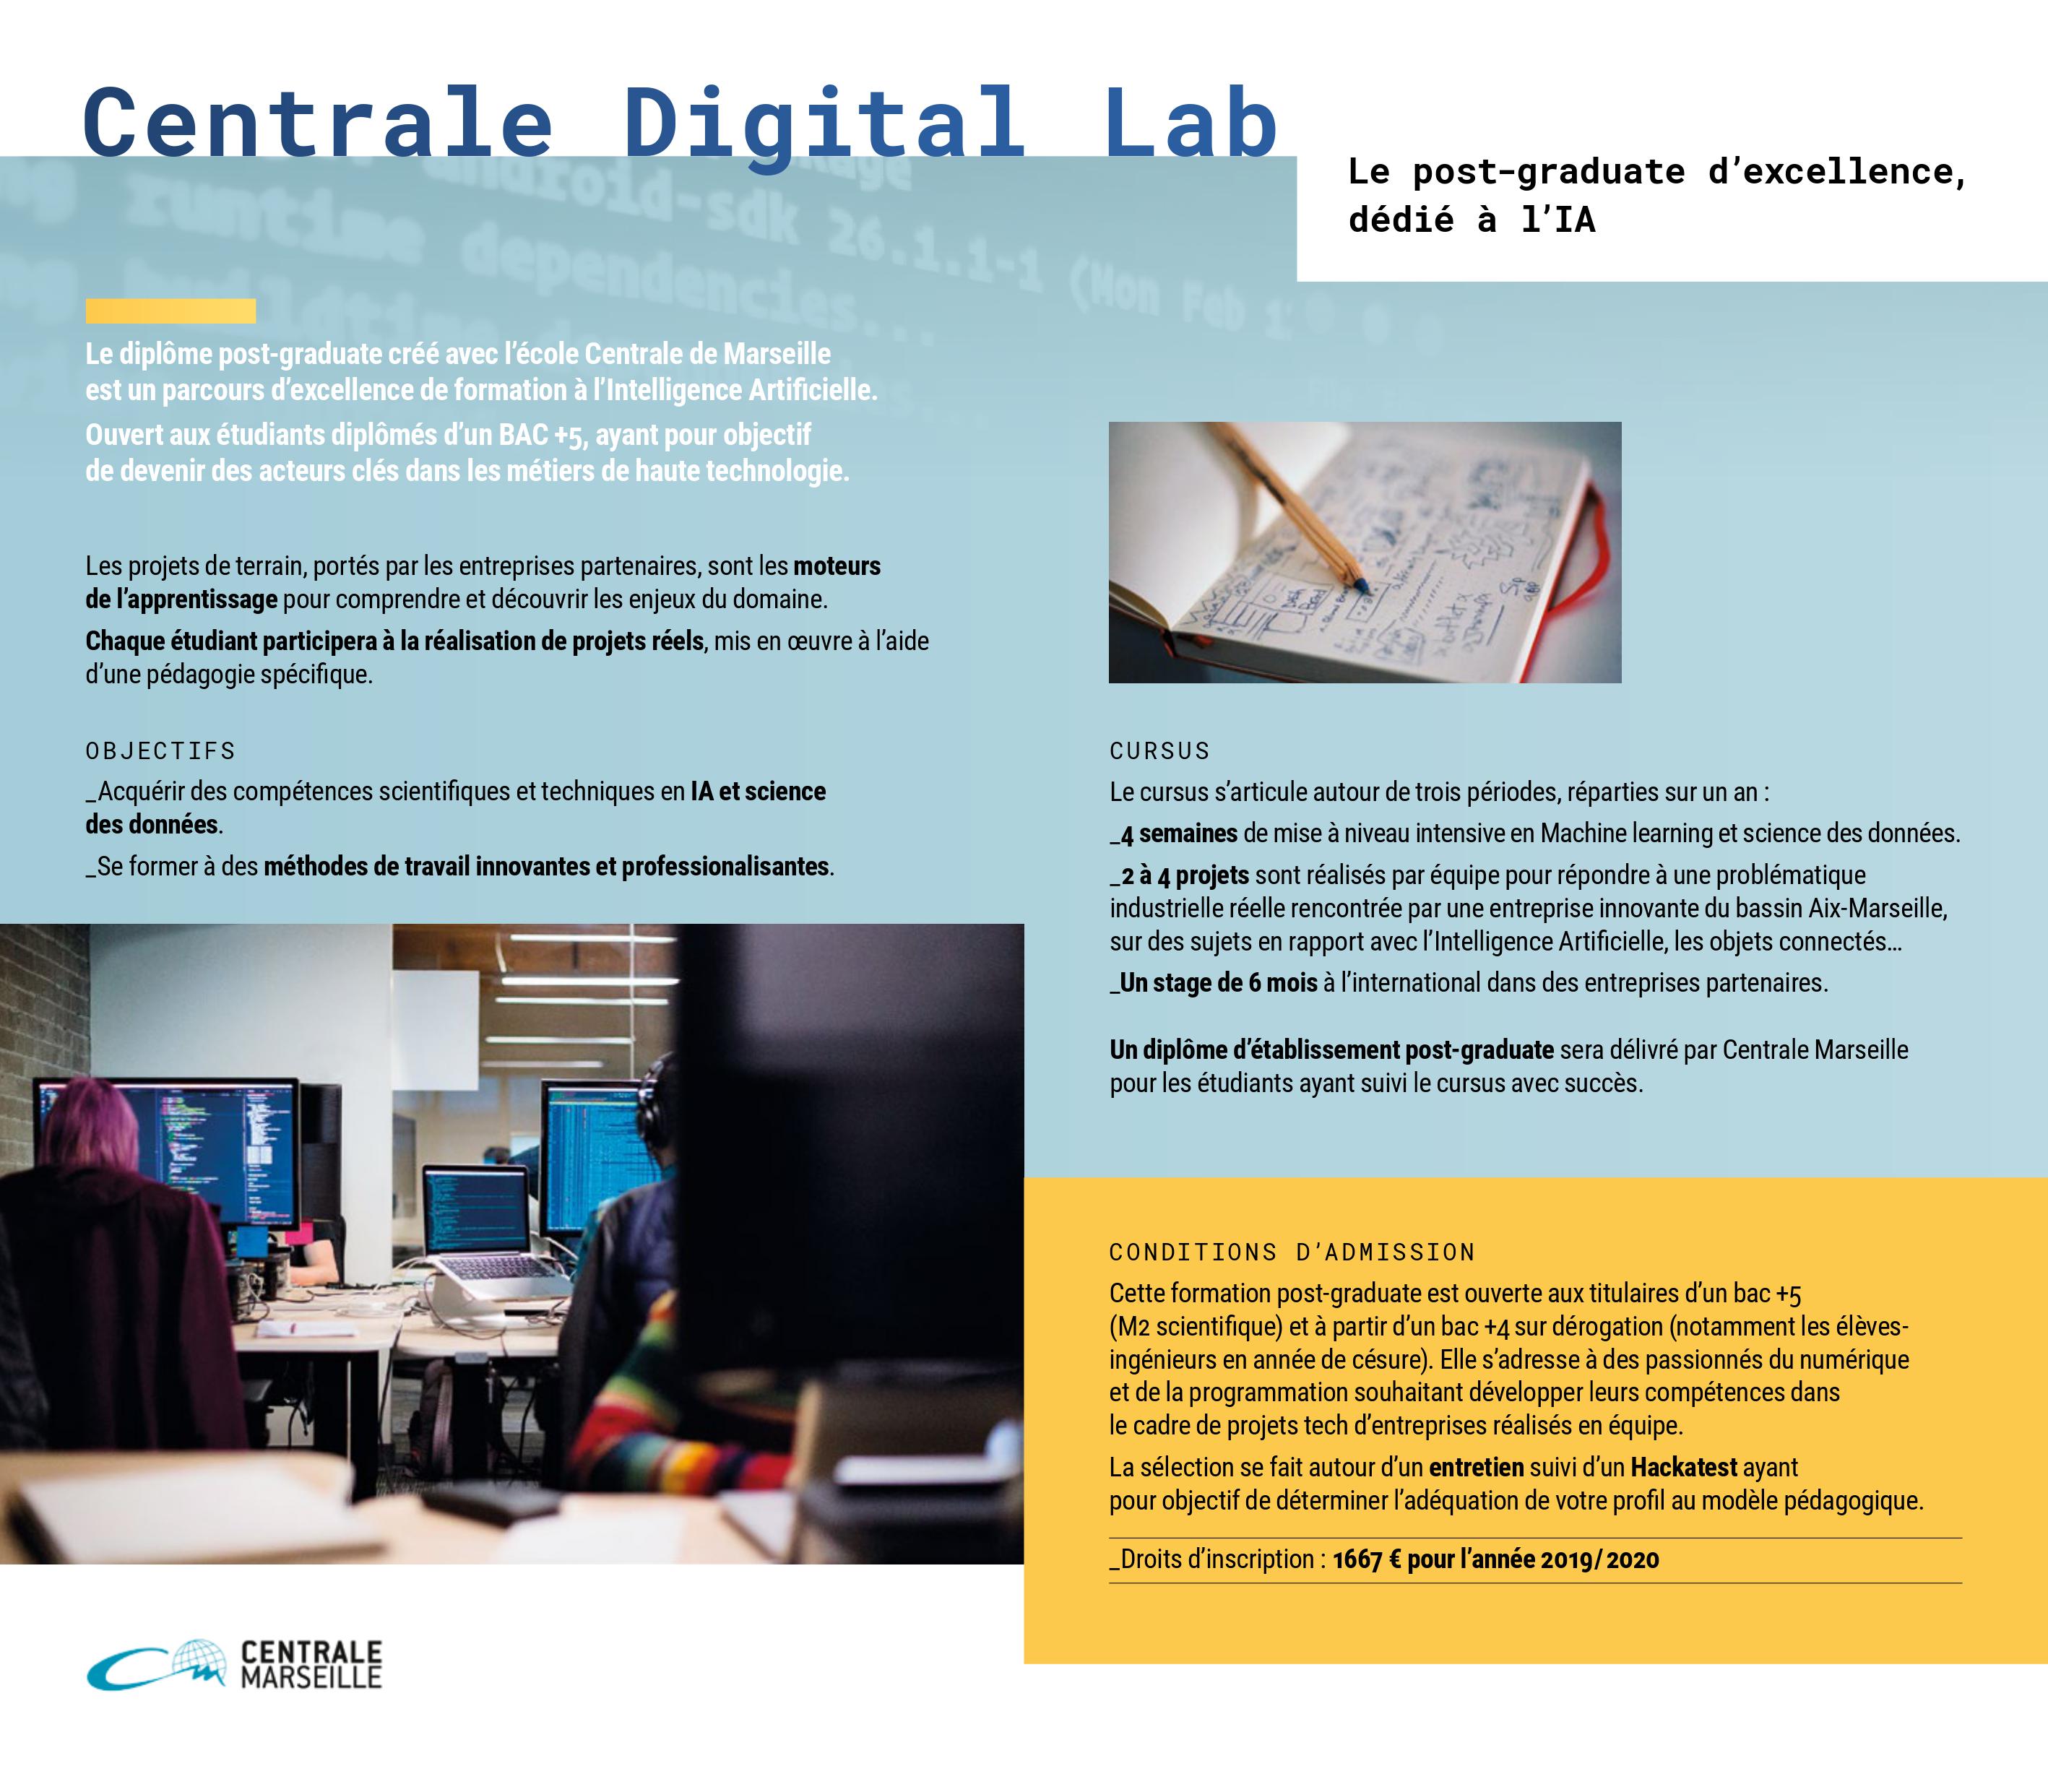 Centrale Digital Lab
Le post-graduate d’excellence,
dédié à l’IA
android-sdk 26.1.1-1 (Mon Feb 1
runtime dependencies...
buildtime
Le diplôme post-graduate créé avec l’école Centrale de Marseille
est un parcours d’excellence de formation à l’Intelligence Artificielle.
Ouvert aux étudiants diplômés d’un BAC +5, ayant pour objectif
de devenir des acteurs clés dans les métiers de haute technologie.
Les projets de terrain, portés par les entreprises partenaires, sont les moteurs
de l’apprentissage pour comprendre et découvrir les enjeux du domaine.
Chaque étudiant participera à la réalisation de projets réels, mis en œuvre à l’aide
d’une pédagogie spécifique.
OBJECTIFS
_Acquérir des compétences scientifiques et techniques en IA et science
des données.
_Se former à des méthodes de travail innovantes et professionalisantes.
CURSUS
Le cursus s’articule autour de trois périodes, réparties sur un an :
_4 semaines de mise à niveau intensive en Machine learning et science des données.
_2 à 4 projets sont réalisés par équipe pour répondre à une problématique
industrielle réelle rencontrée par une entreprise innovante du bassin Aix-Marseille,
sur des sujets en rapport avec l’Intelligence Artificielle, les objets connectés...
_Un stage de 6 mois à l’international dans des entreprises partenaires.
Un diplôme d’établissement post-graduate sera délivré par Centrale Marseille
pour les étudiants ayant suivi le cursus avec succès.
CONDITIONS D’ADMISSION
Cette formation post-graduate est ouverte aux titulaires d’un bac +5
(M2 scientifique) et à partir d’un bac +4 sur dérogation (notamment les élèves-
ingénieurs en année de césure). Elle s’adresse à des passionnés du numérique
et de la programmation souhaitant développer leurs compétences dans
le cadre de projets tech d’entreprises réalisés en équipe.
La sélection se fait autour d’un entretien suivi d’un Hackatest ayant
pour objectif de déterminer l’adéquation de votre profil au modèle pédagogique.
_Droits d’inscription : 1667 € pour l’année 2019/2020
CENTRALE
MARSEILLE